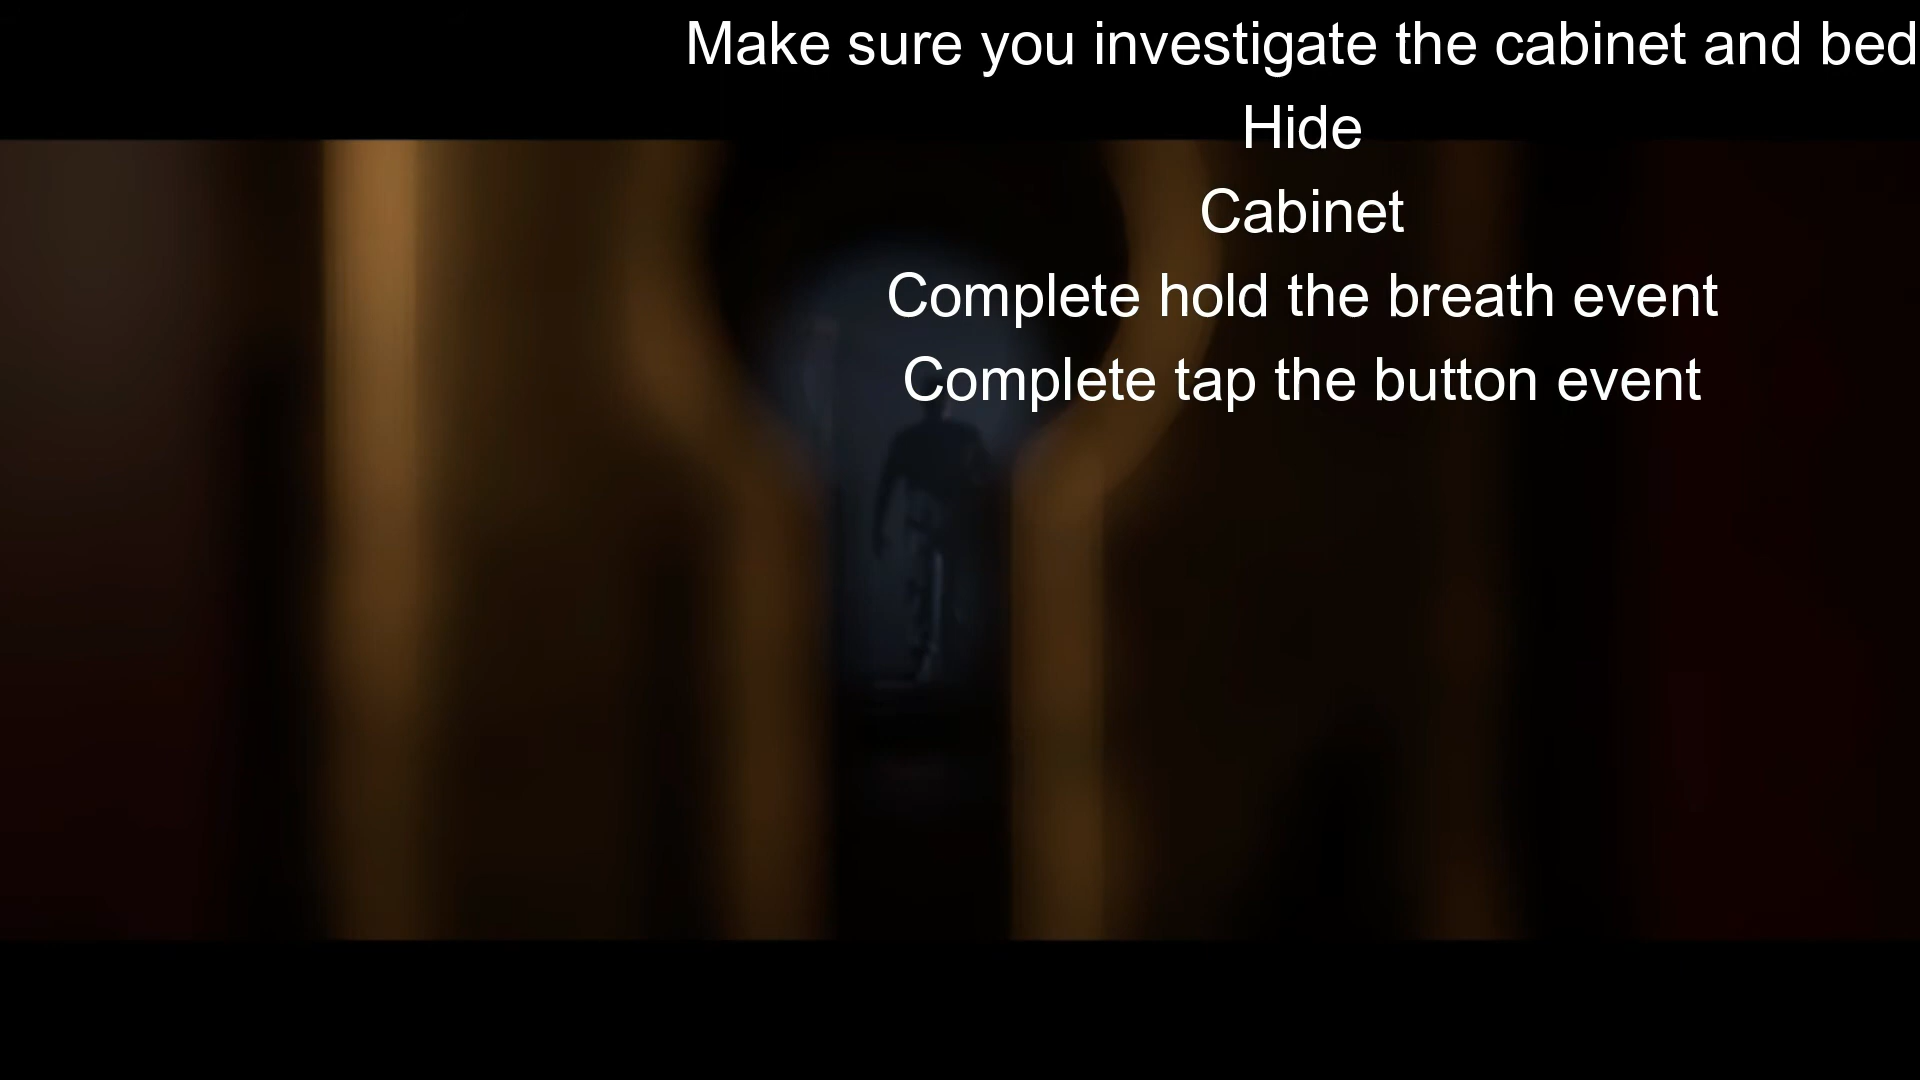 Make sure you investigate the cabinet and bed
Hide
Cabinet
Complete hold the breath event
Complete tap the button event